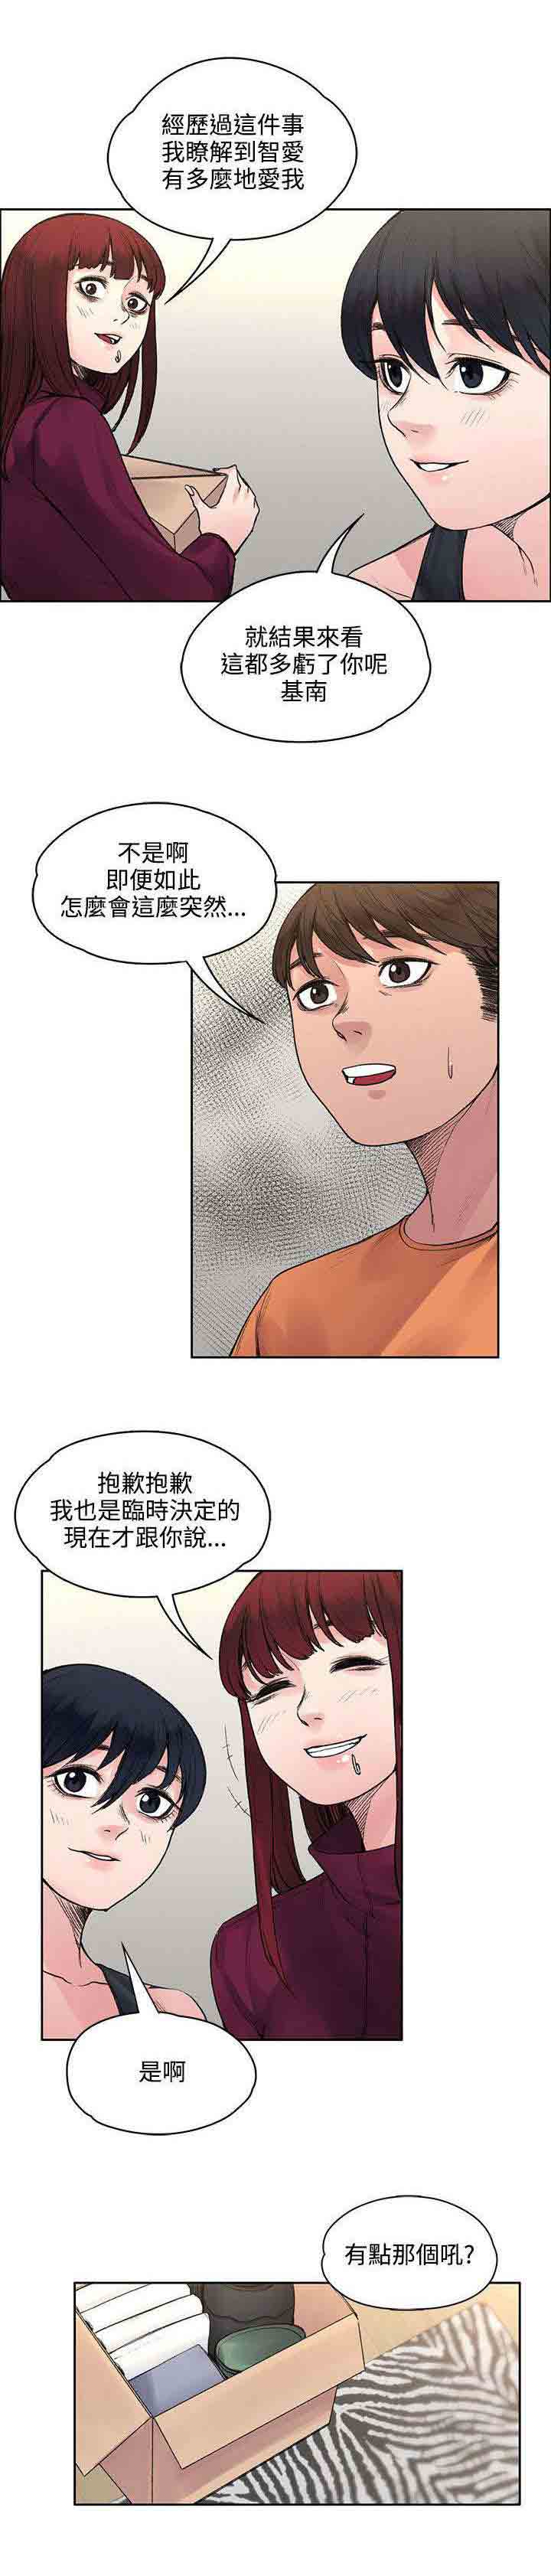 經歷過這件事
我瞭解到智愛
有多麼地愛我
就結果來看
這都多虧了你呢
基南
不是啊
即便如此
怎麼會這麼突然...
抱歉抱歉
我也是臨時決定的
現在才跟你說...
是啊
有點那個吼?